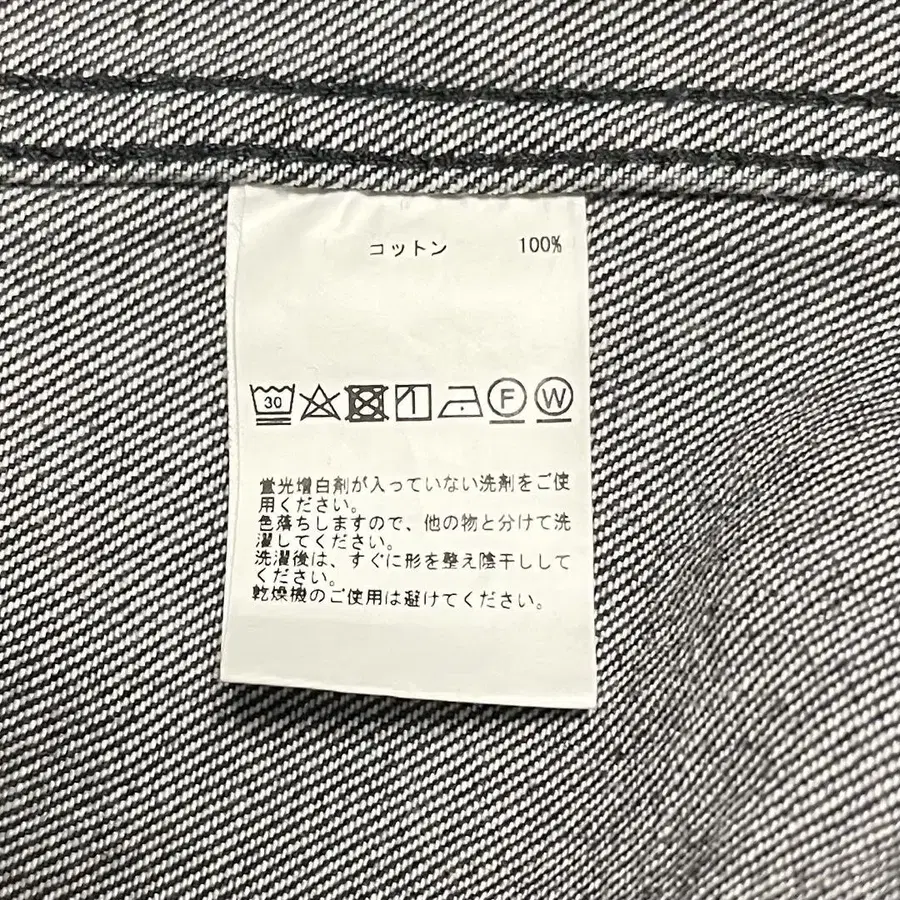 コットン 100%
30 F W
蛍光増白剤が入っていない洗剤をご使
用ください。
色落ちしますので、他の物と分けて洗
濯してください。
洗濯後は、すぐに形を整え陰干しして
ください。
乾燥機のご使用は避けてください。